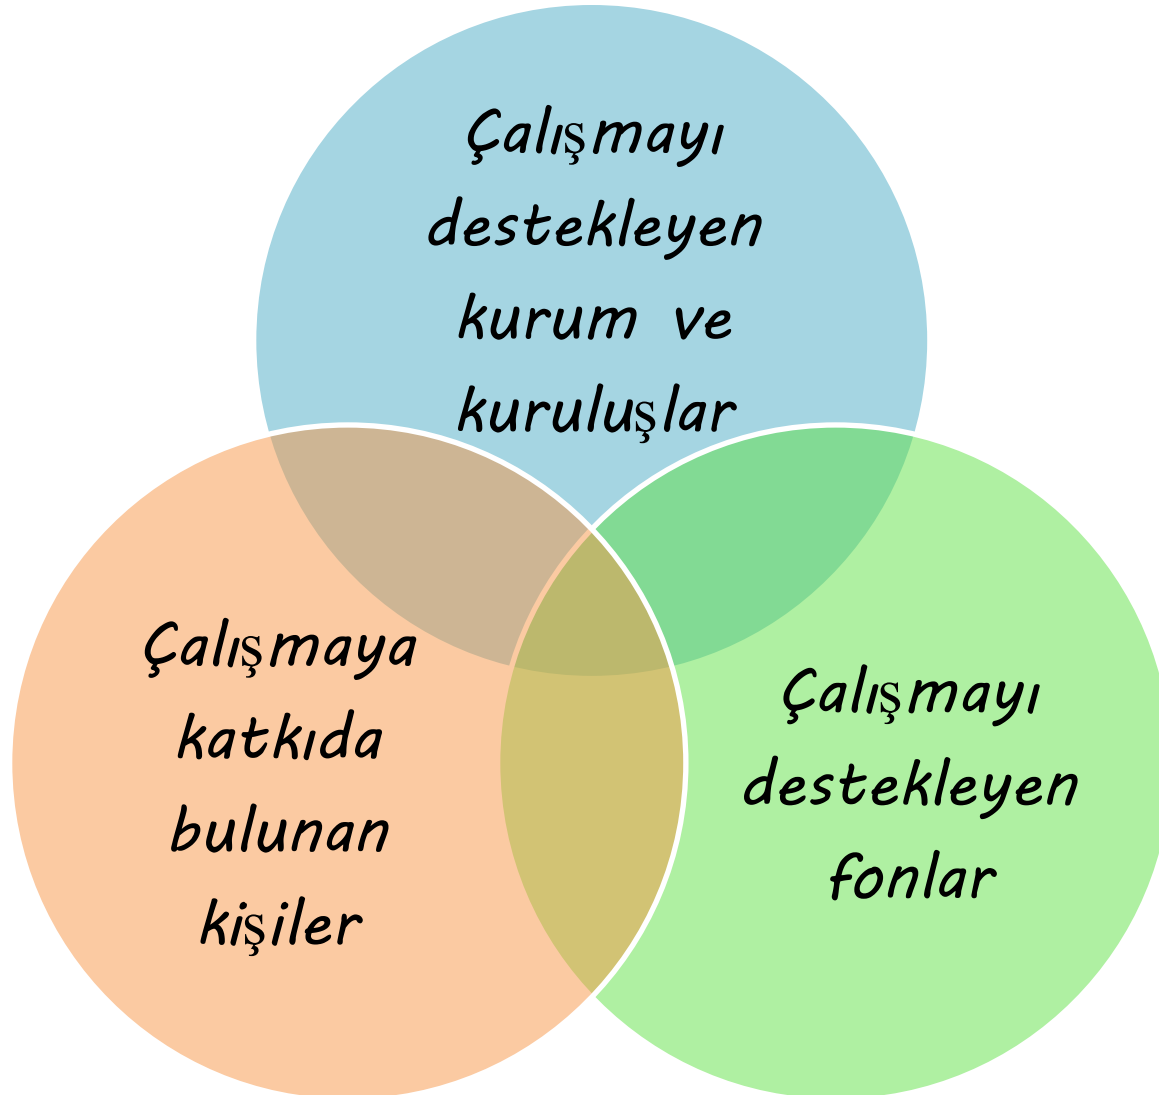 Çalışmayı
destekleyen
kurum ve
kuruluşlar
Çalışmaya
katkıda
bulunan
kişiler
Çalışmayı
destekleyen
fonlar